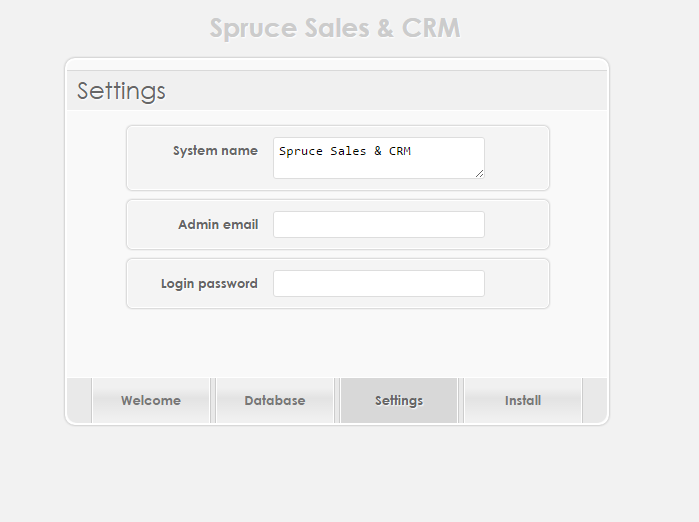 Spruce Sales & CRM
Settings
System name Spruce Sales & CRM
Admin email
Login password
Welcome Database Settings Install